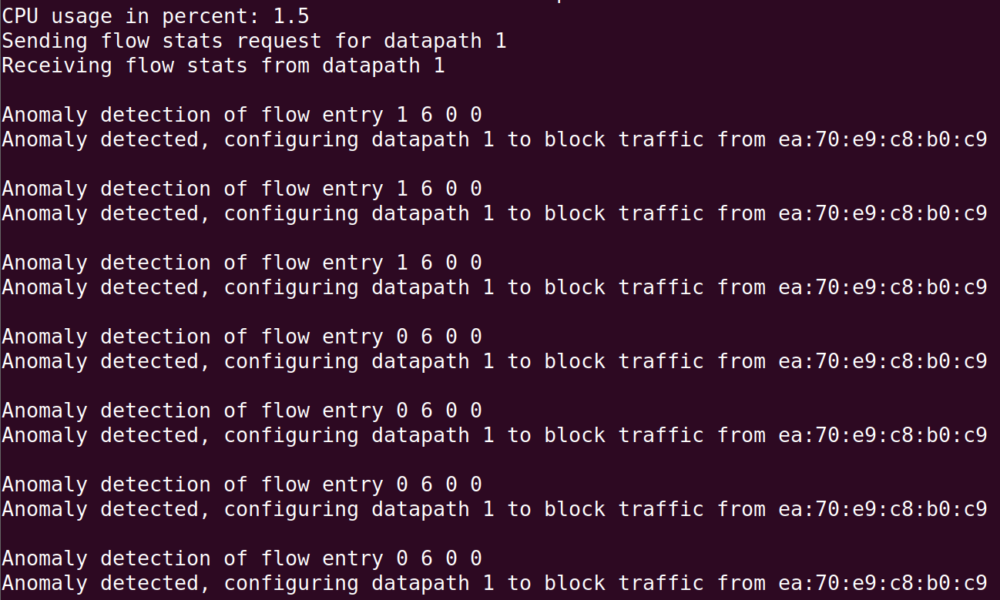 CPU usage in percent: 1.5
Sending flow stats request for datapath 1
Receiving flow stats from datapath 1
Anomaly detection of flow entry 1 6 0 0
Anomaly detected, configuring datapath 1 to block traffic from ea:70:e9:c8:b0:c9
Anomaly detection of flow entry 1 6 0 0
Anomaly detected, configuring datapath 1 to block traffic from ea:70:e9:c8:b0:c9
Anomaly detection of flow entry 1 6 0 0
Anomaly detected, configuring datapath 1 to block traffic from ea:70:e9:c8:b0:c9
Anomaly detection of flow entry 0 6 0 0
Anomaly detected, configuring datapath 1 to block traffic from ea:70:e9:c8:b0:c9
Anomaly detection of flow entry 0 6 0 0
Anomaly detected, configuring datapath 1 to block traffic from ea:70:e9:c8:b0:c9
Anomaly detection of flow entry 0 6 0 0
Anomaly detected, configuring datapath 1 to block traffic from ea:70:e9:c8:b0:c9
Anomaly detection of flow entry 0 6 0 0
Anomaly detected, configuring datapath 1 to block traffic from ea:70:e9:c8:b0:c9